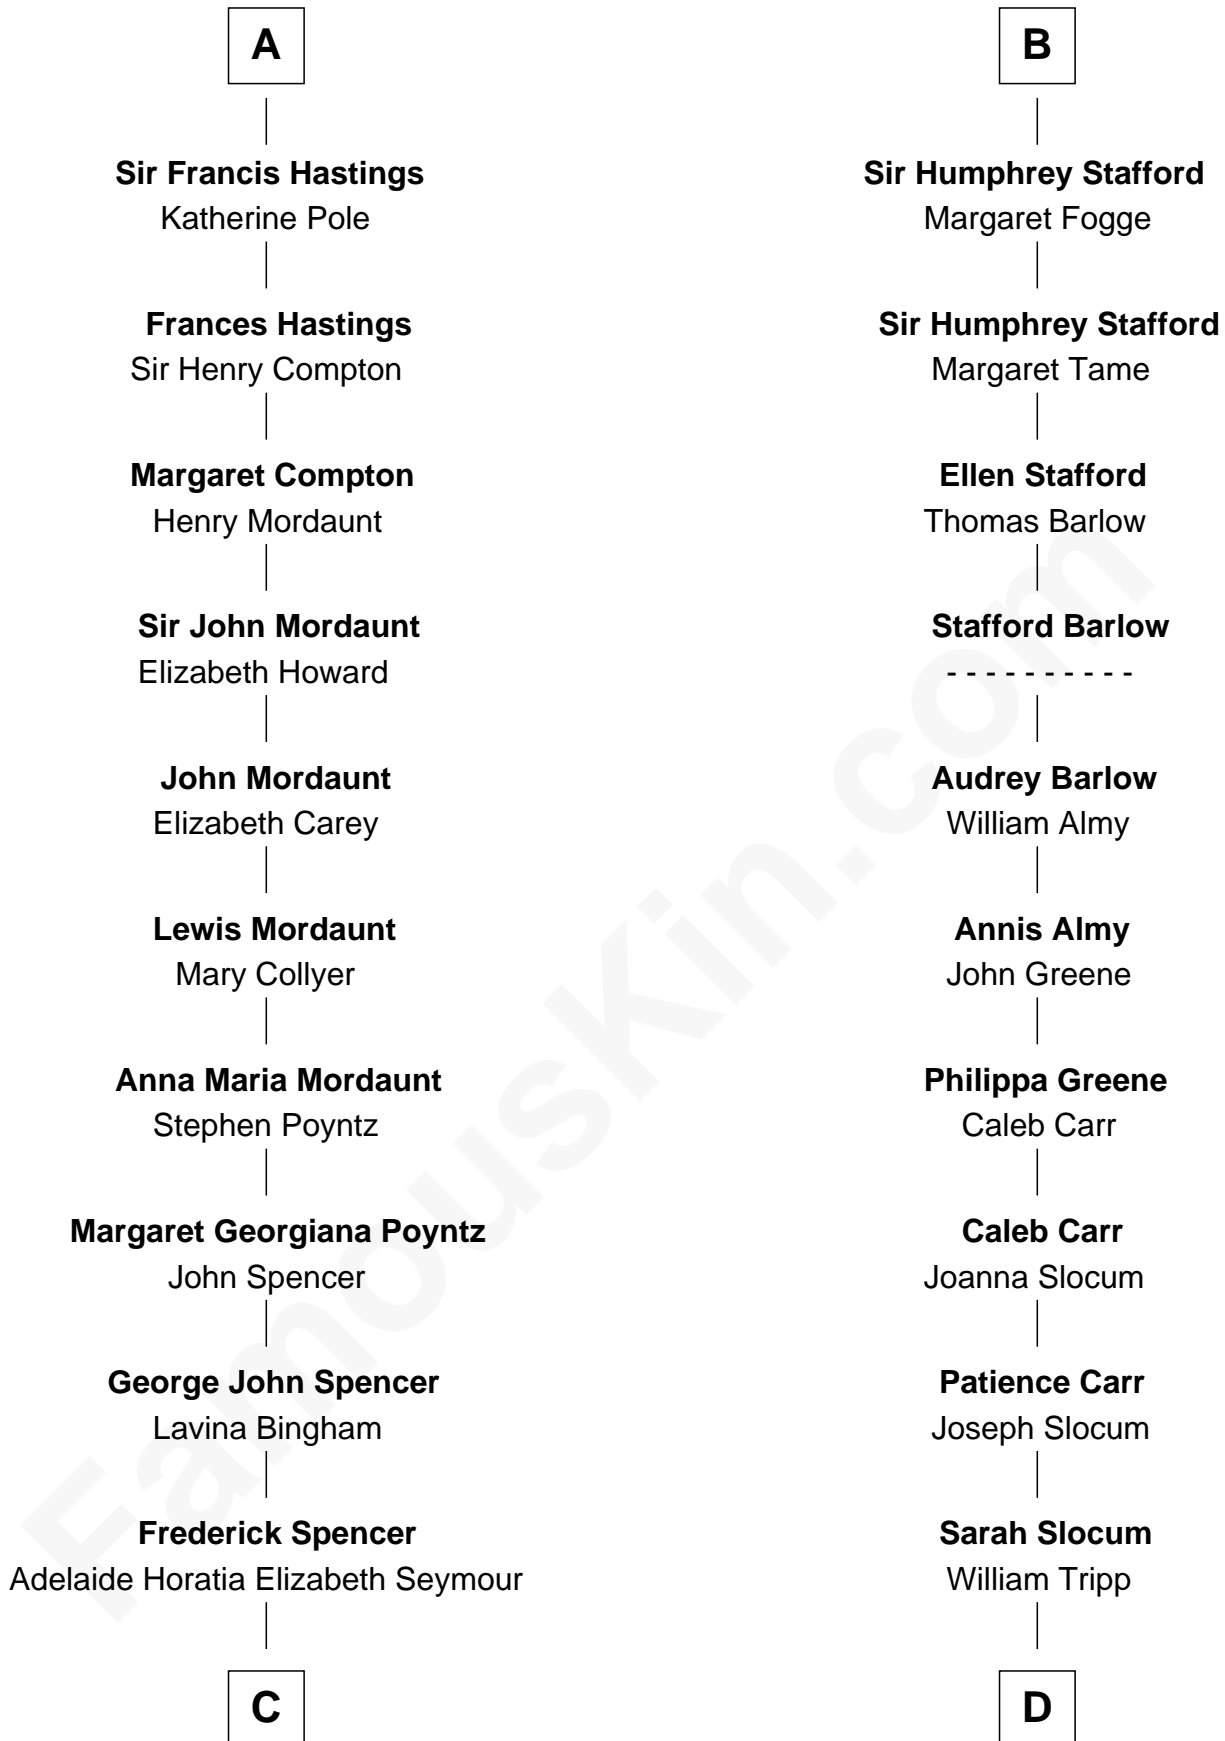 A
Sir Francis Hastings
Katherine Pole
Frances Hastings
Sir Henry Compton
Margaret Compton
Henry Mordaunt
Sir John Mordaunt
Elizabeth Howard
John Mordaunt
Elizabeth Carey
Lewis Mordaunt
Mary Collyer
Anna Maria Mordaunt
Stephen Poyntz
Margaret Georgiana Poyntz
John Spencer
George John Spencer
Lavina Bingham
Frederick Spencer
Adelaide Horatia Elizabeth Seymour
C
B
Sir Humphrey Stafford
Margaret Fogge
Sir Humphrey Stafford
Margaret Tame
Ellen Stafford
Thomas Barlow
Stafford Barlow
- - - - - - - - - -
Audrey Barlow
William Almy
Annis Almy
John Greene
Philippa Greene
Caleb Carr
Caleb Carr
Joanna Slocum
Patience Carr
Joseph Slocum
Sarah Slocum
William Tripp
D
FamousKin.com